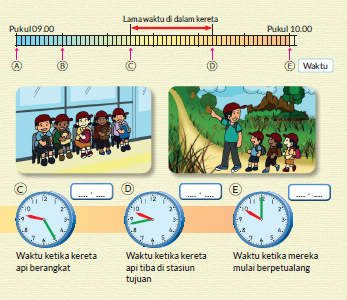 Lama waktu di dalam kereta
Pukul 09.00
Pukul 10.00
A B C D E Waktu
C .... . ....
D .... . ....
E .... . ....
Waktu ketika kereta
api berangkat
Waktu ketika kereta
api tiba di stasiun
tujuan
Waktu ketika mereka
mulai berpetualang